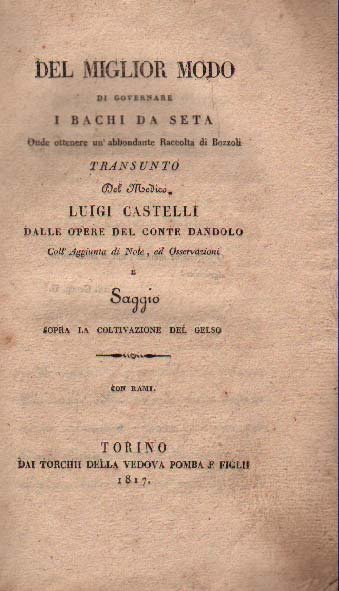 DEL MIGLIOR MODO
DI GOVERNARE
I BACHI DA SETA
Onde ottenere un' abbondante Raccolta di Bozzoli
TRANSUNTO
Del Medico
LUIGI CASTELLI
DALLE OPERE DEL CONTE DANDOLO
Coll' Aggiunta di Note, ed Osservazioni
E
Saggio
SOPRA LA COLTIVAZIONE DEL GELSO
CON RAMI.
TORINO
DAI TORCHII DELLA VEDOVA POMBA E FIGLII
1817.